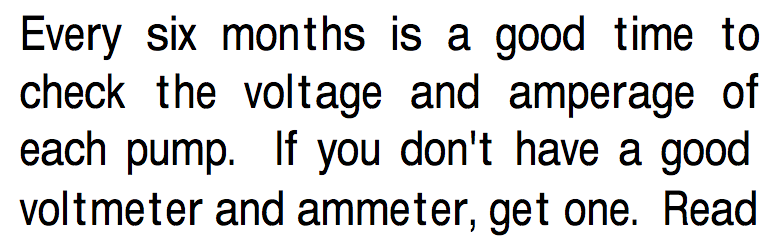 Every six months is a good time to
check the voltage and amperage of
each pump.  If you don't have a good
voltmeter and ammeter, get one.  Read